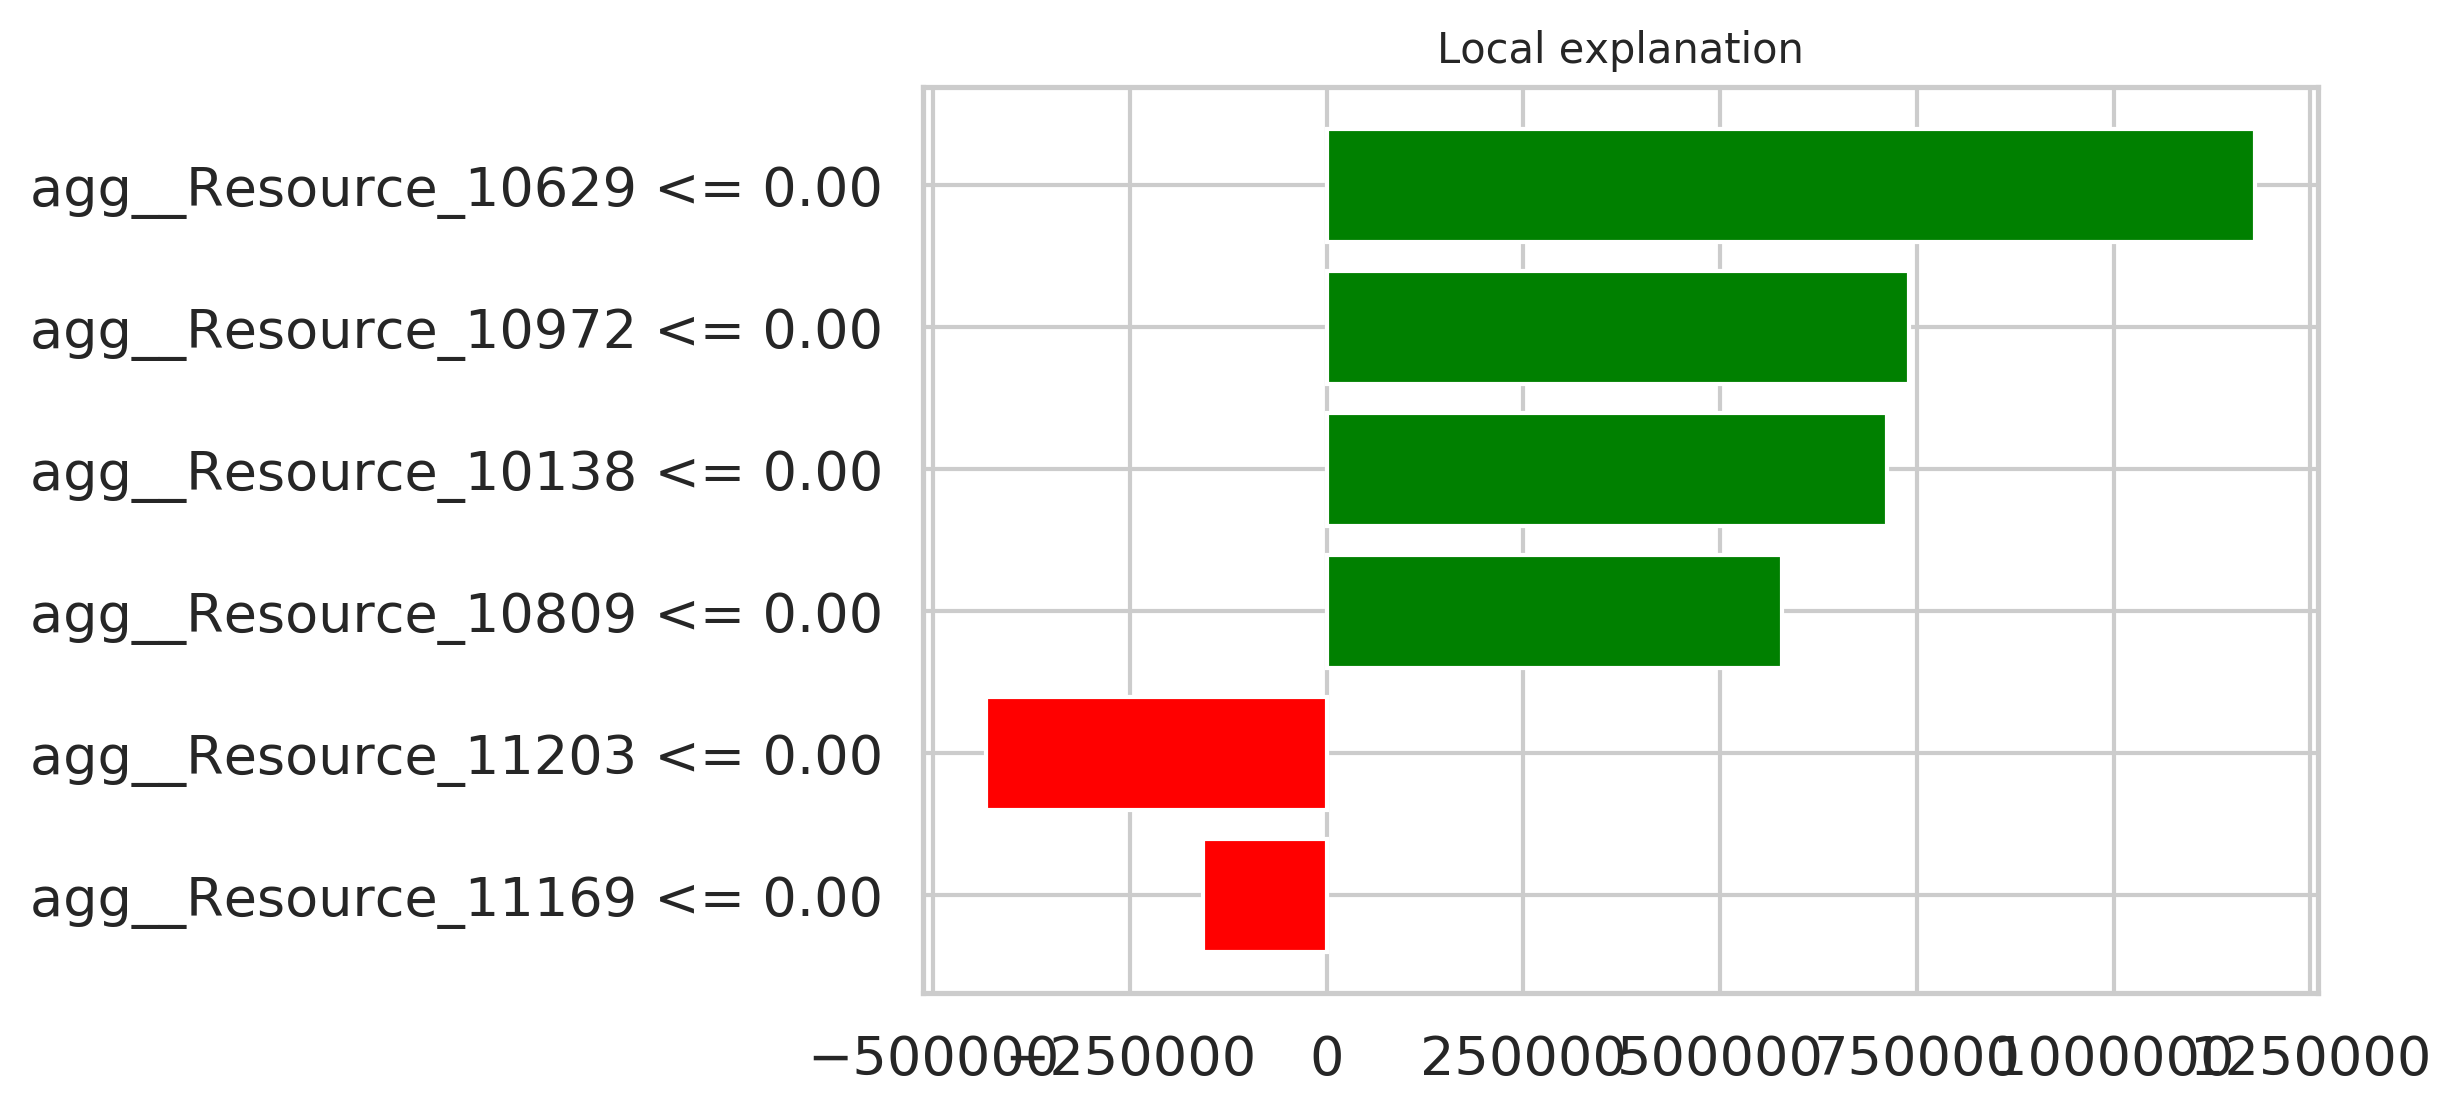 Local explanation
agg__Resource_10629 <= 0.00
agg__Resource_10972 <= 0.00
agg__Resource_10138 <= 0.00
agg__Resource_10809 <= 0.00
agg__Resource_11203 <= 0.00
agg__Resource_11169 <= 0.00
−500000 −250000 0 250000 500000 750000 1000000 1250000